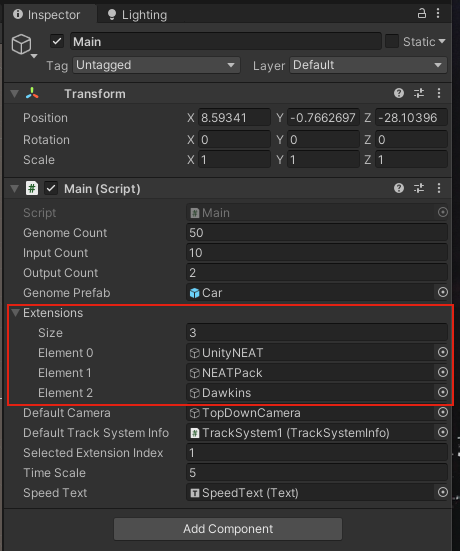 Inspector Lighting
Main Static
Tag Untagged Layer Default
Transform
Position X 8.59341 Y -0.7662697 Z -28.10396
Rotation X 0 Y 0 Z 0
Scale X 1 Y 1 Z 1
# Main (Script)
Script # Main
Genome Count 50
Input Count 10
Output Count 2
Genome Prefab Car
Extensions
Size 3
Element 0 UnityNEAT
Element 1 NEATPack
Element 2 Dawkins
Default Camera TopDownCamera
Default Track System Info # TrackSystem1 (TrackSystemInfo)
Selected Extension Index 1
Time Scale 5
Speed Text T SpeedText (Text)
Add Component